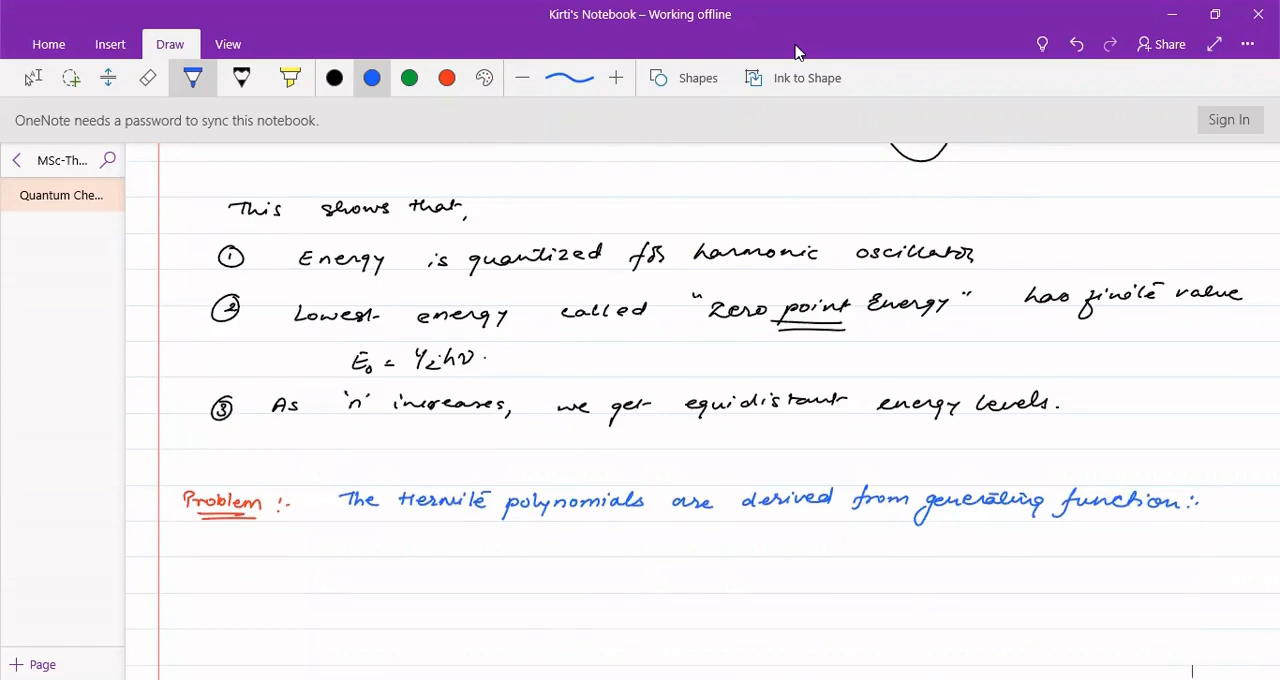 Kirti's Notebook – Working offline
Home Insert Draw View Share
Shapes Ink to Shape
OneNote needs a password to sync this notebook. Sign In
MSc-Th...
Quantum Che...
This shows that,
① Energy is quantized for harmonic oscillator
② Lowest energy called "Zero point Energy" has finite value
E₀ = 1/2 hν.
③ As 'n' increases, we get equidistant energy levels.
Problem :- The Hermite polynomials are derived from generating function :-
+ Page